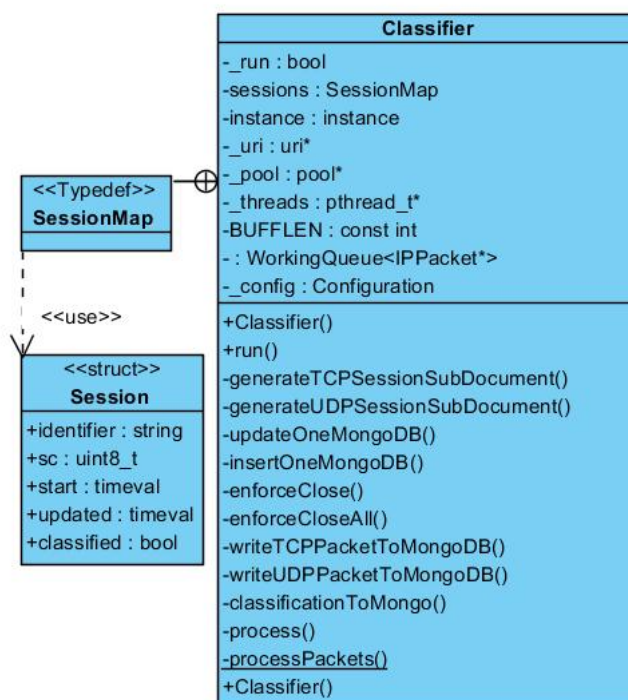 Classifier
-_run : bool
-sessions : SessionMap
-instance : instance
-_uri : uri*
-_pool : pool*
-_threads : pthread_t*
-BUFFLEN : const int
- : WorkingQueue<IPPacket*>
-_config : Configuration
+Classifier()
+run()
-generateTCPSessionSubDocument()
-generateUDPSessionSubDocument()
-updateOneMongoDB()
-insertOneMongoDB()
-enforceClose()
-enforceCloseAll()
-writeTCPPacketToMongoDB()
-writeUDPPacketToMongoDB()
-classificationToMongo()
-process()
-processPackets()
+Classifier()
<<Typedef>>
SessionMap
<<use>>
<<struct>>
Session
+identifier : string
+sc : uint8_t
+start : timeval
+updated : timeval
+classified : bool